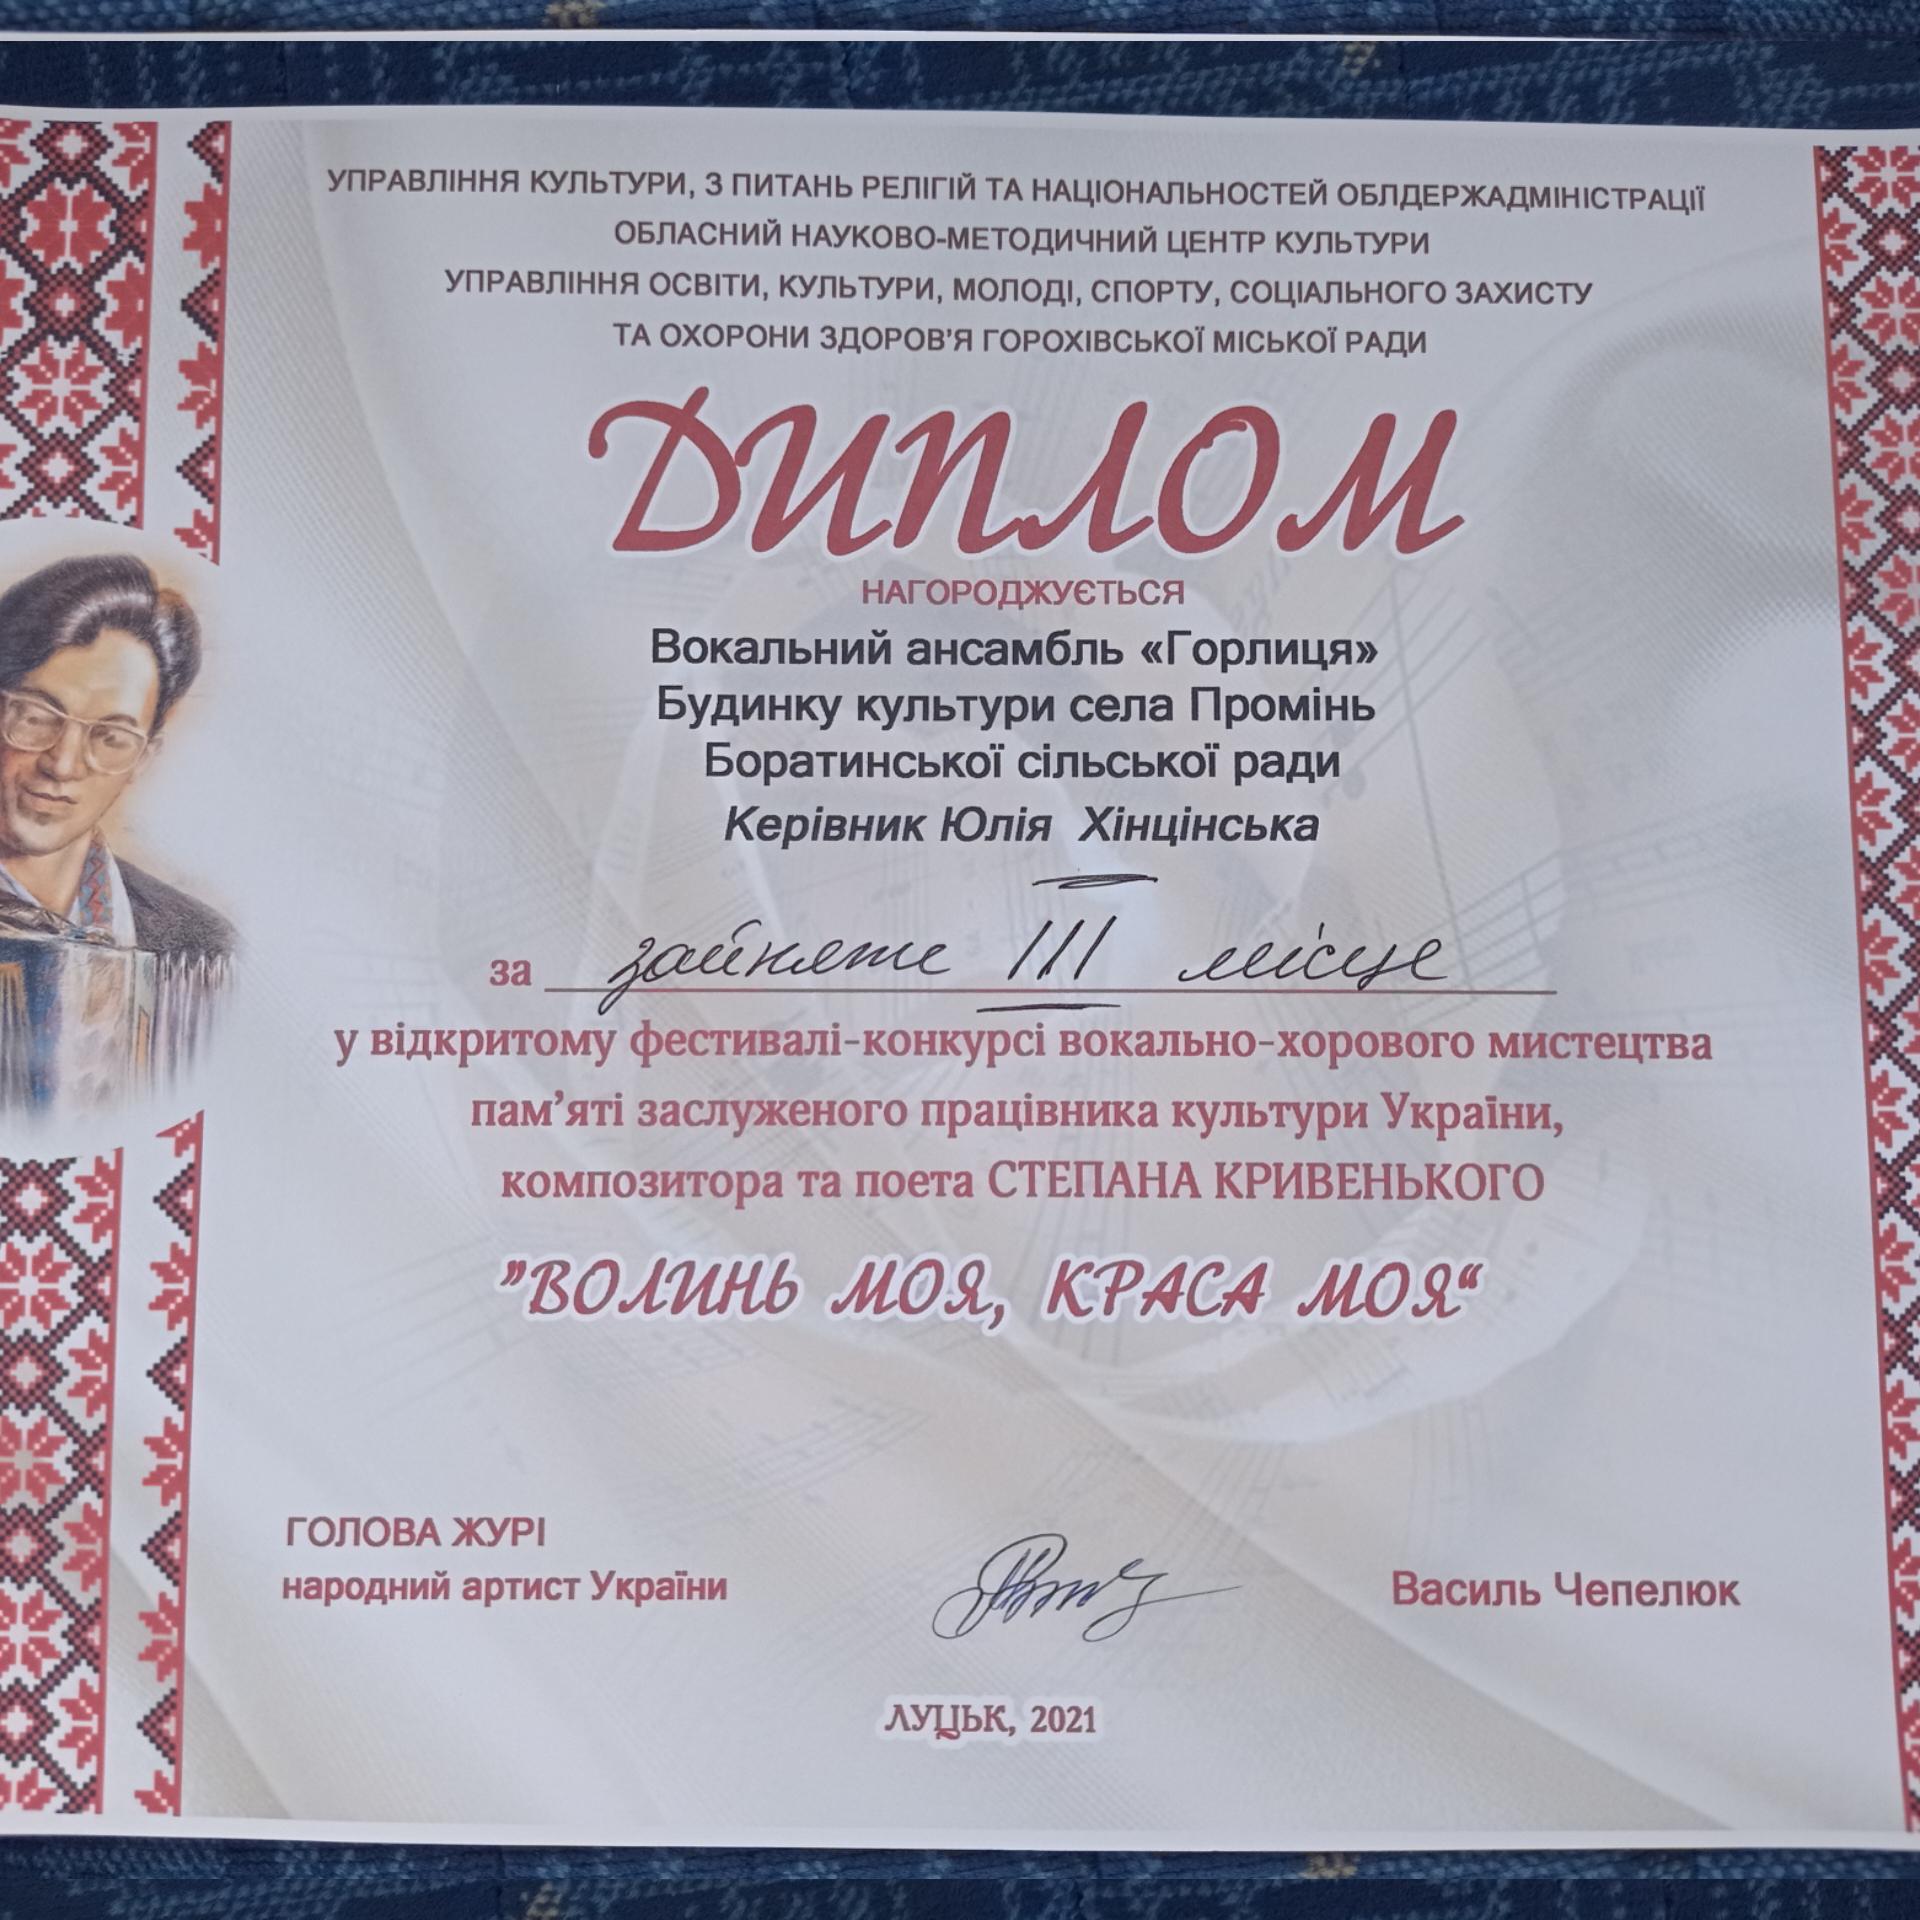 УПРАВЛІННЯ КУЛЬТУРИ, З ПИТАНЬ РЕЛІГІЙ ТА НАЦІОНАЛЬНОСТЕЙ ОБЛДЕРЖАДМІНІСТРАЦІЇ
ОБЛАСНИЙ НАУКОВО-МЕТОДИЧНИЙ ЦЕНТР КУЛЬТУРИ
УПРАВЛІННЯ ОСВІТИ, КУЛЬТУРИ, МОЛОДІ, СПОРТУ, СОЦІАЛЬНОГО ЗАХИСТУ
ТА ОХОРОНИ ЗДОРОВ'Я ГОРОХІВСЬКОЇ МІСЬКОЇ РАДИ
ДИПЛОМ
НАГОРОДЖУЄТЬСЯ
Вокальний ансамбль «Горлиця»
Будинку культури села Промінь
Боратинської сільської ради
Керівник Юлія Хінцінська
за зайняте III місце
у відкритому фестивалі-конкурсі вокально-хорового мистецтва
пам’яті заслуженого працівника культури України,
композитора та поета СТЕПАНА КРИВЕНЬКОГО
”ВОЛИНЬ МОЯ, КРАСА МОЯ“
ГОЛОВА ЖУРІ
народний артист України Василь Чепелюк
ЛУЦЬК, 2021